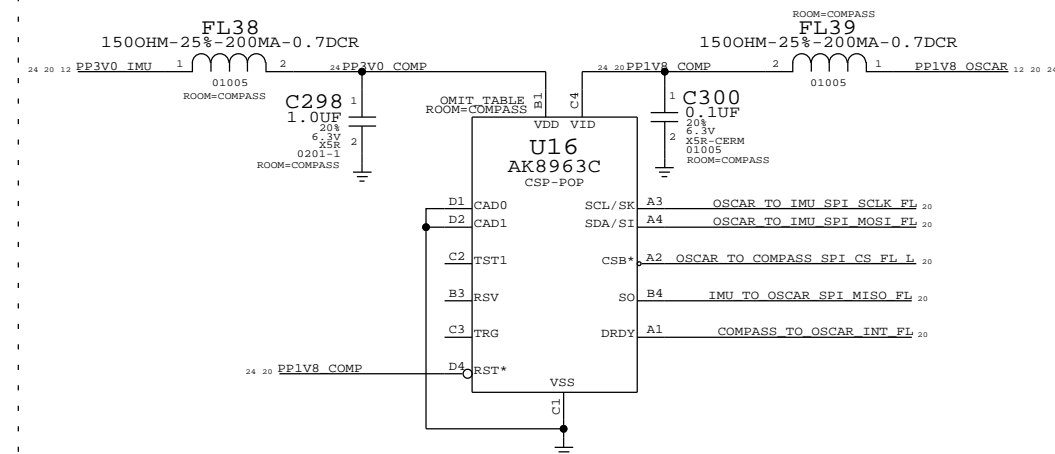 ROOM=COMPASS
FL38
150OHM-25%-200MA-0.7DCR
FL39
150OHM-25%-200MA-0.7DCR
24 20 12 PP3V0_IMU 1 2 24 PP3V0_COMP
24 20 PP1V8_COMP 2 1 PP1V8_OSCAR 12 20 24
01005
ROOM=COMPASS
01005
C298 1
1.0UF
20%
6.3V
X5R 2
0201-1
ROOM=COMPASS
OMIT_TABLE
ROOM=COMPASS
B1
C4
1 C300
0.1UF
20%
2 6.3V
X5R-CERM
01005
ROOM=COMPASS
VDD VID
U16
AK8963C
CSP-POP
D1 CAD0 SCL/SK A3 OSCAR_TO_IMU_SPI_SCLK_FL 20
D2 CAD1 SDA/SI A4 OSCAR_TO_IMU_SPI_MOSI_FL 20
C2 TST1 CSB* A2 OSCAR_TO_COMPASS_SPI_CS_FL_L 20
B3 RSV SO B4 IMU_TO_OSCAR_SPI_MISO_FL 20
C3 TRG DRDY A1 COMPASS_TO_OSCAR_INT_FL 20
24 20 PP1V8_COMP D4 RST*
VSS
C1